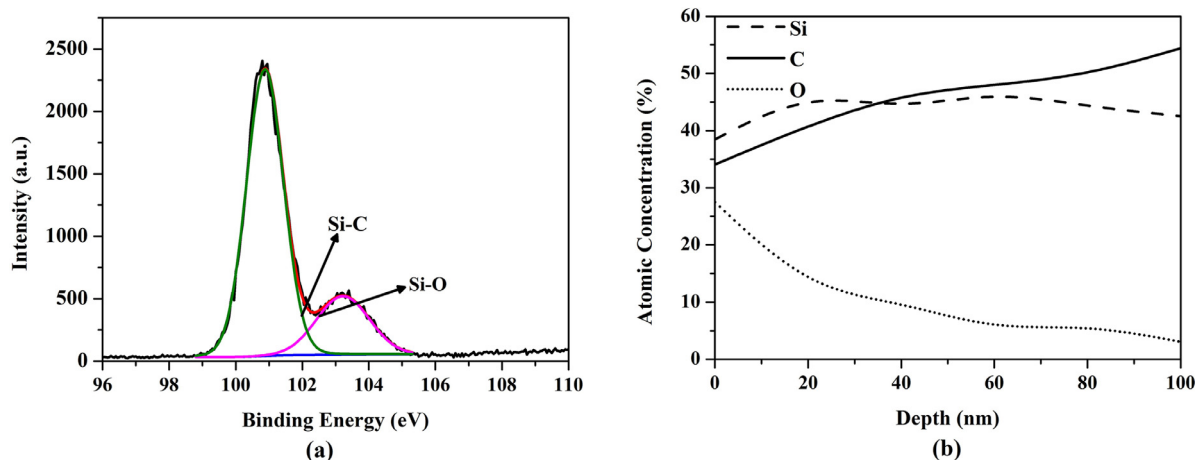 2500
2000
1500
1000
500
0
Intensity (a.u.)
Si-C
Si-O
96 98 100 102 104 106 108 110
Binding Energy (eV)
(a)
60
50
40
30
20
10
0
Atomic Concentration (%)
Si
C
O
0 20 40 60 80 100
Depth (nm)
(b)